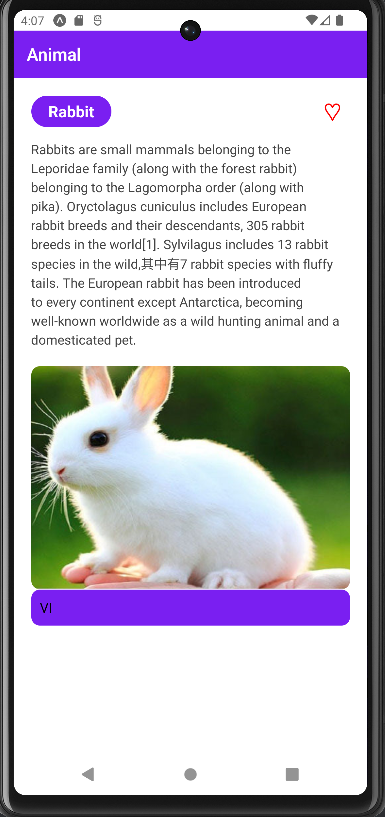 4:07
Animal
Rabbit
Rabbits are small mammals belonging to the
Leporidae family (along with the forest rabbit)
belonging to the Lagomorpha order (along with
pika). Oryctolagus cuniculus includes European
rabbit breeds and their descendants, 305 rabbit
breeds in the world[1]. Sylvilagus includes 13 rabbit
species in the wild,其中有7 rabbit species with fluffy
tails. The European rabbit has been introduced
to every continent except Antarctica, becoming
well-known worldwide as a wild hunting animal and a
domesticated pet.
VI